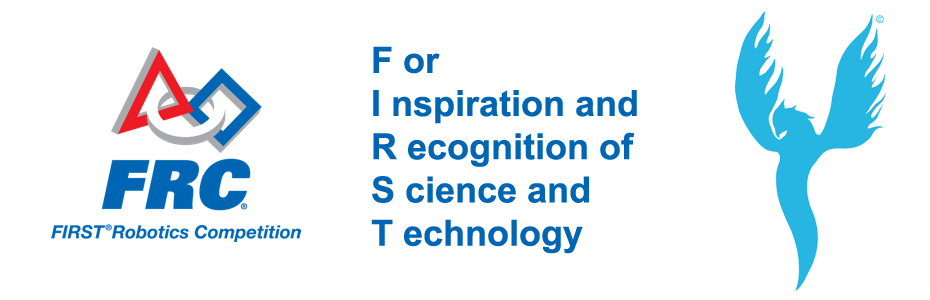 FRC®
FIRST® Robotics Competition
F or
I nspiration and
R ecognition of
S cience and
T echnology
©